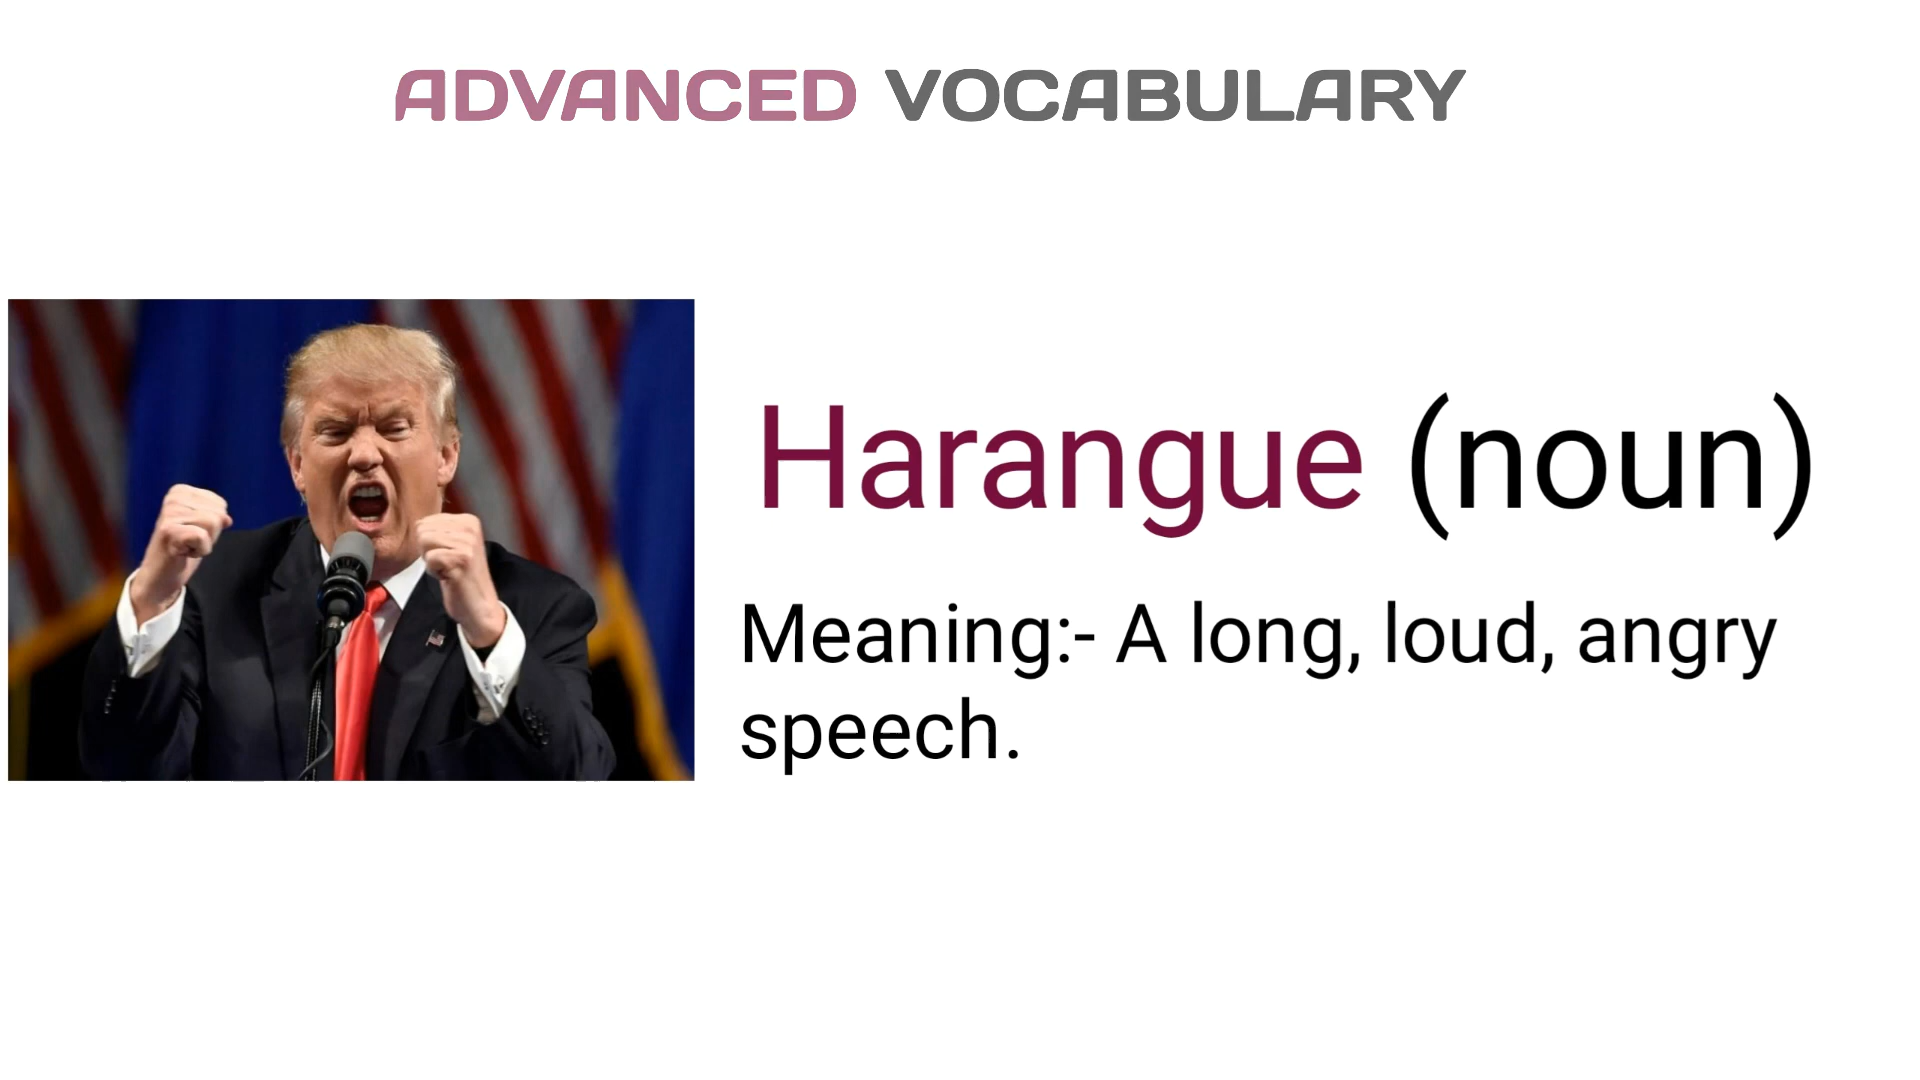 ADVANCED VOCABULARY
Harangue (noun)
Meaning:- A long, loud, angry
speech.